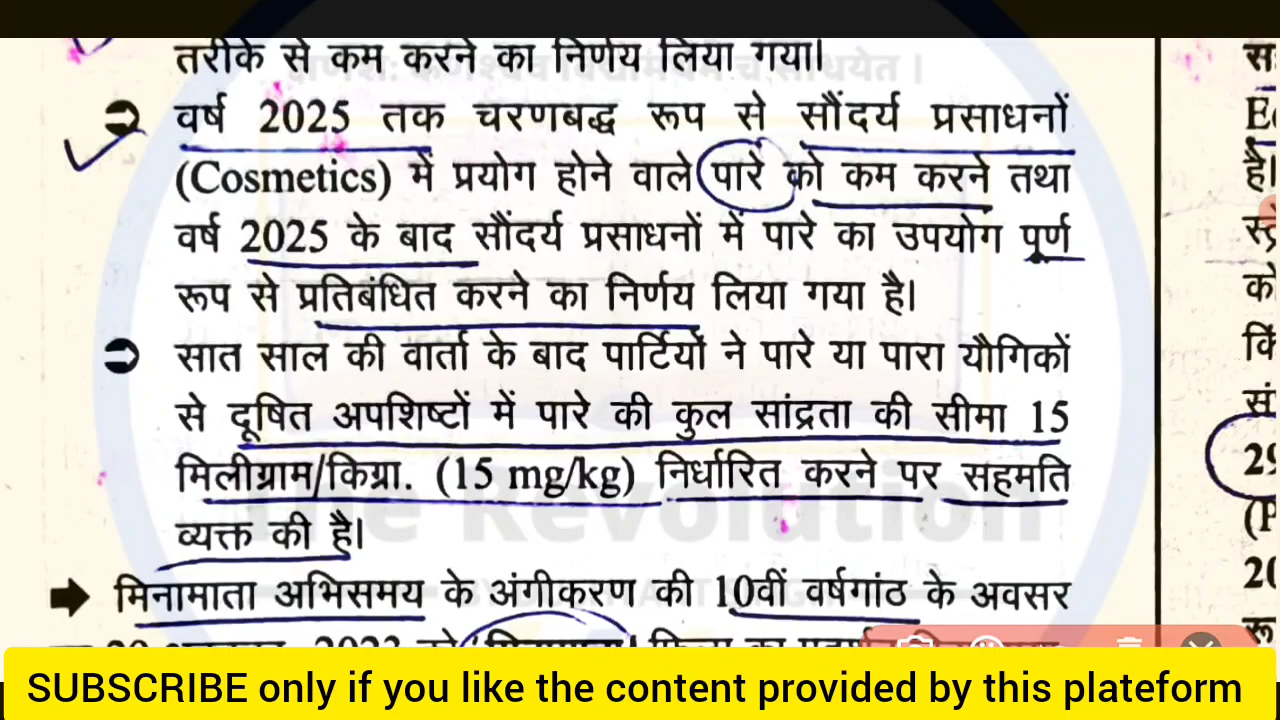 तरीके से कम करने का निर्णय लिया गया।
वर्ष 2025 तक चरणबद्ध रूप से सौंदर्य प्रसाधनों
(Cosmetics) में प्रयोग होने वाले पारे को कम करने तथा
वर्ष 2025 के बाद सौंदर्य प्रसाधनों में पारे का उपयोग पूर्ण
रूप से प्रतिबंधित करने का निर्णय लिया गया है।
सात साल की वार्ता के बाद पार्टियों ने पारे या पारा यौगिकों
से दूषित अपशिष्टों में पारे की कुल सांद्रता की सीमा 15
मिलीग्राम/किग्रा. (15 mg/kg) निर्धारित करने पर सहमति
व्यक्त की है।
मिनामाता अभिसमय के अंगीकरण की 10वीं वर्षगांठ के अवसर
है।
को
(P
The Revolution
SUBSCRIBE only if you like the content provided by this plateform